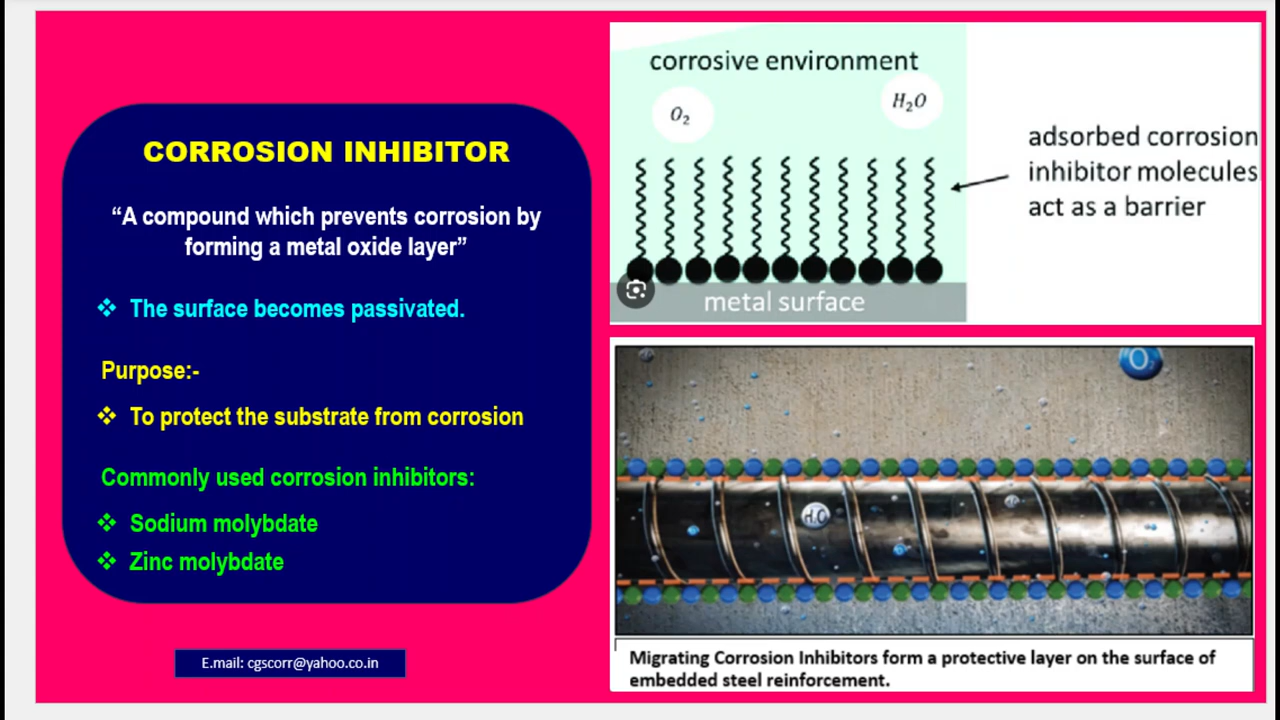 CORROSION INHIBITOR
“A compound which prevents corrosion by
forming a metal oxide layer”
❖ The surface becomes passivated.
Purpose:-
❖ To protect the substrate from corrosion
Commonly used corrosion inhibitors:
❖ Sodium molybdate
❖ Zinc molybdate
E.mail: cgscorr@yahoo.co.in
corrosive environment
O₂
H₂O
adsorbed corrosion
inhibitor molecules
act as a barrier
metal surface
O₂
H₂O
Migrating Corrosion Inhibitors form a protective layer on the surface of
embedded steel reinforcement.